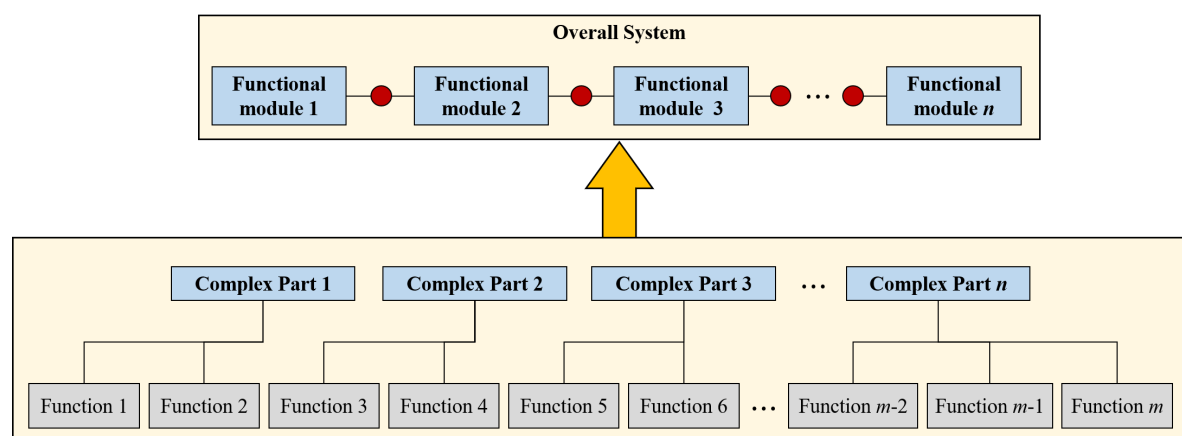 Overall System
Functional
module 1
Functional
module 2
Functional
module 3
...
Functional
module n
Complex Part 1
Complex Part 2
Complex Part 3
...
Complex Part n
Function 1
Function 2
Function 3
Function 4
Function 5
Function 6
...
Function m-2
Function m-1
Function m